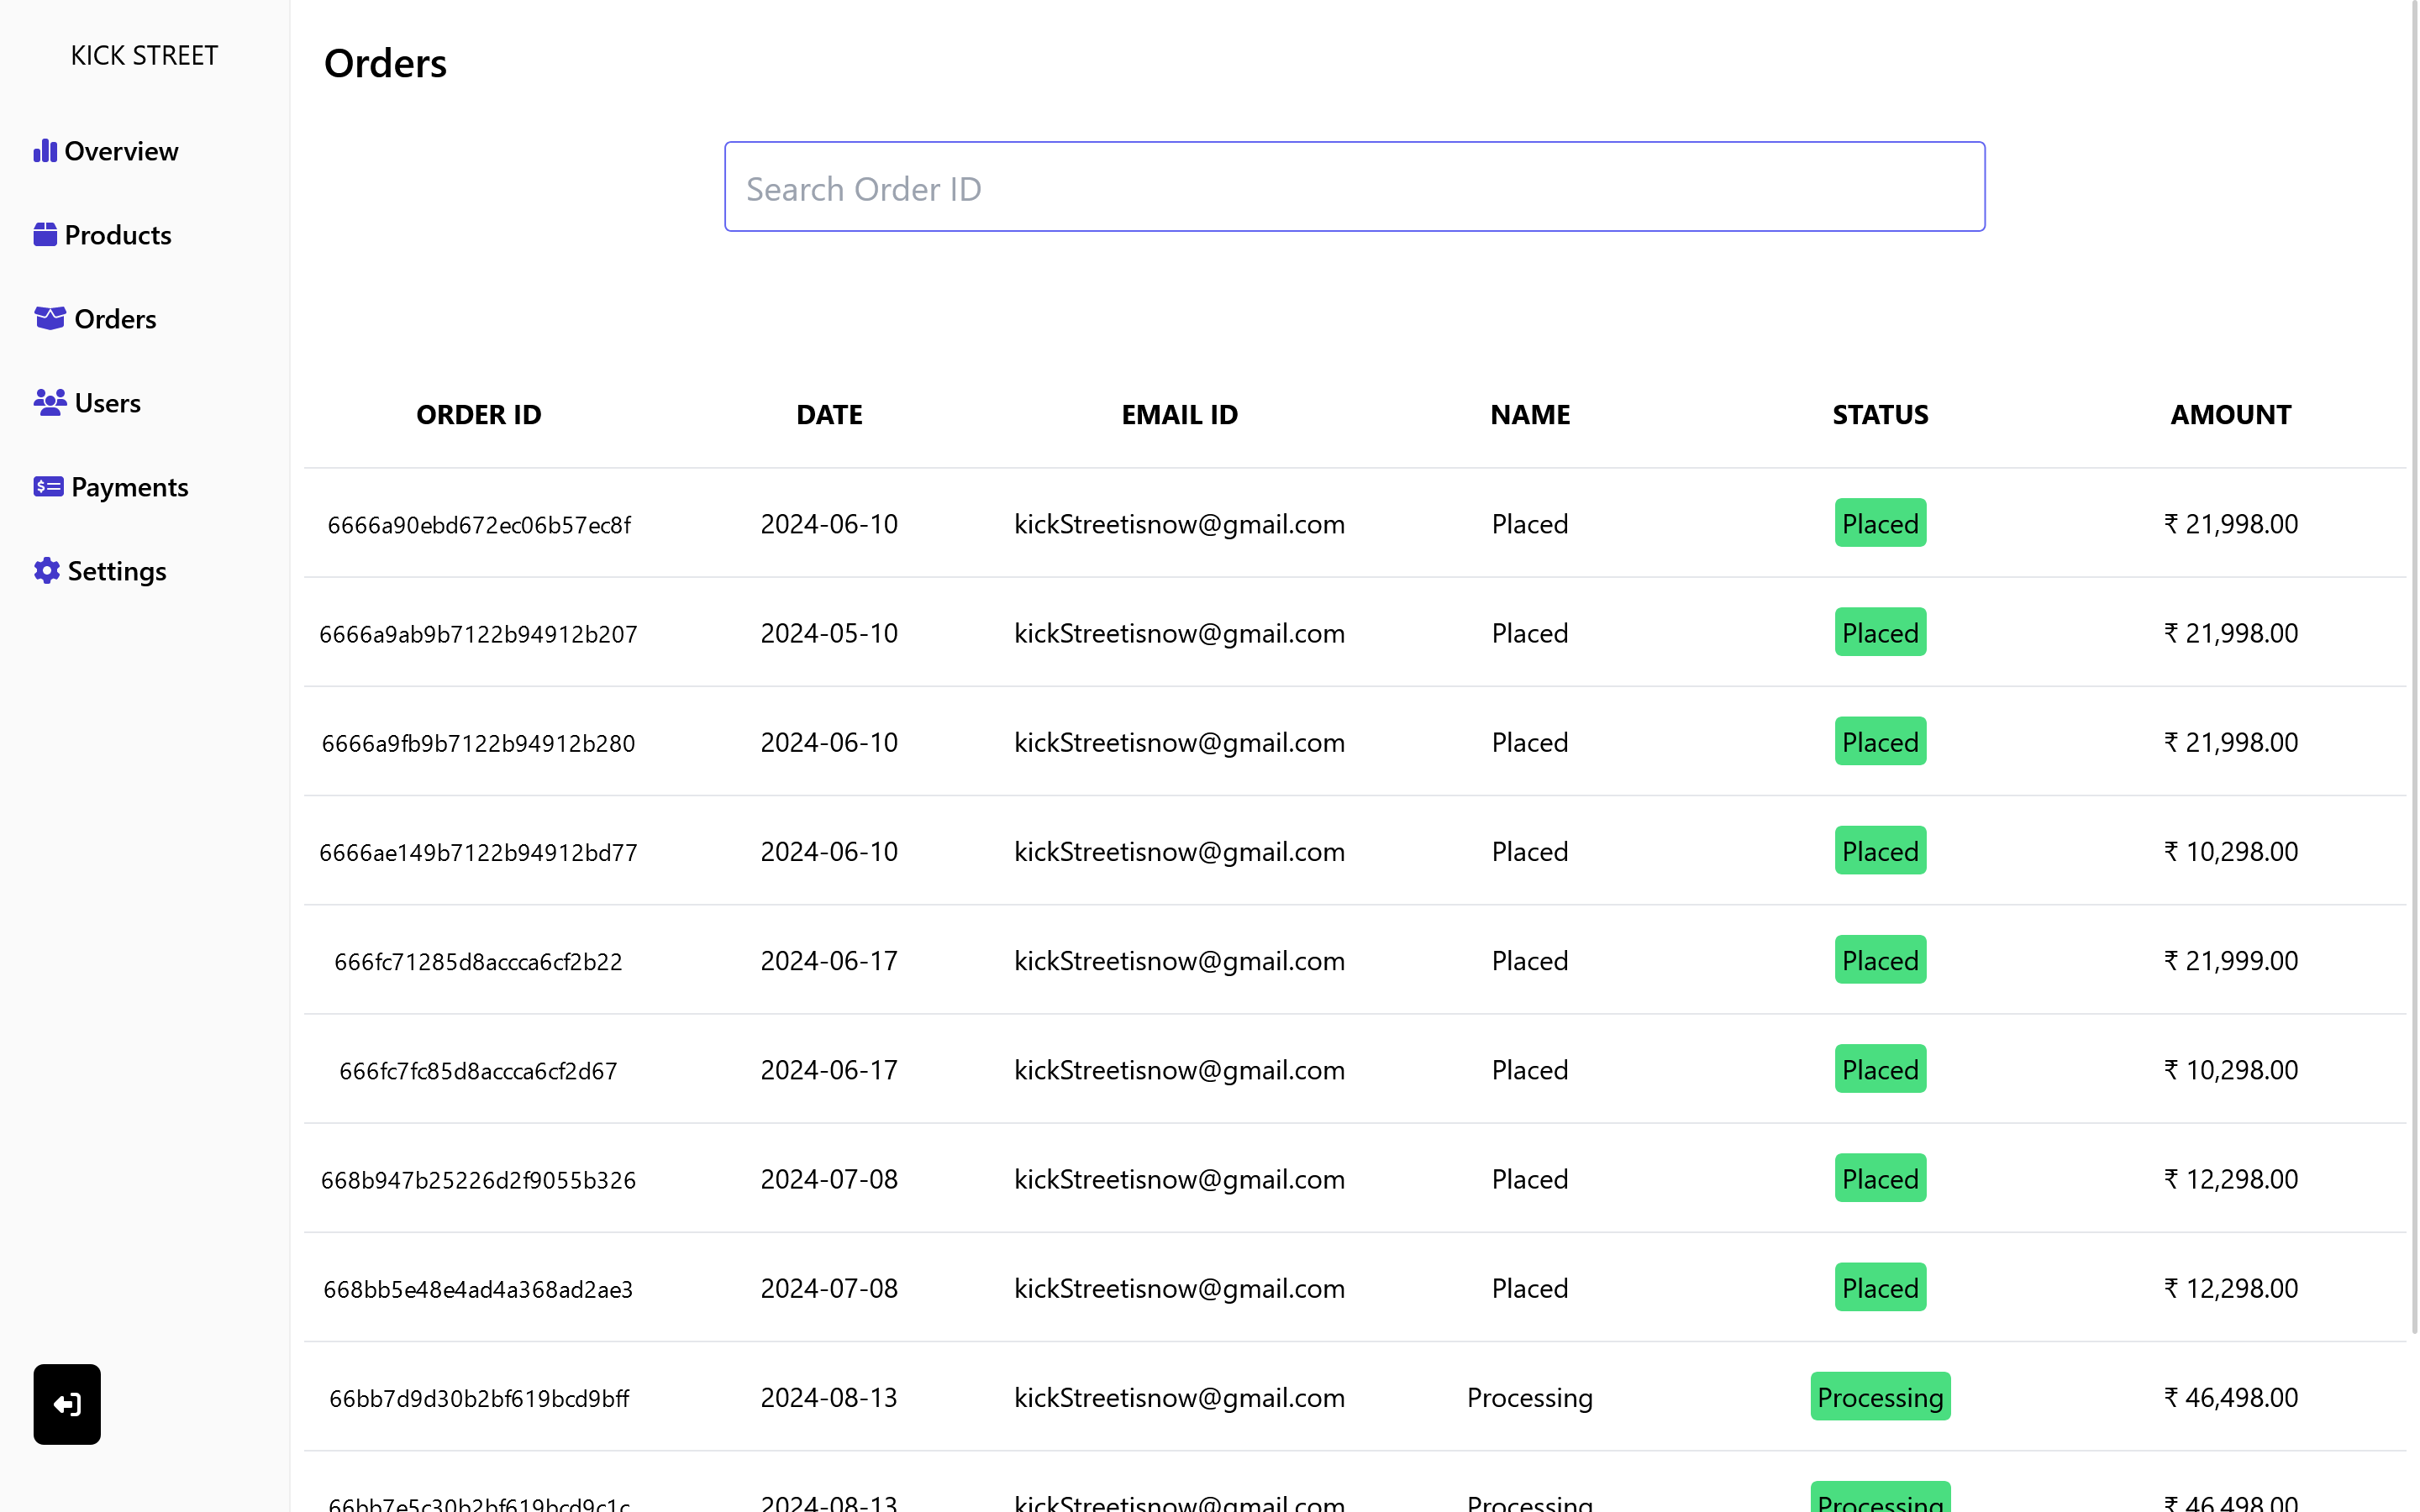 KICK STREET
Overview
Products
Orders
Users
Payments
Settings
Orders
Search Order ID
ORDER ID DATE EMAIL ID NAME STATUS AMOUNT
6666a90ebd672ec06b57ec8f 2024-06-10 kickStreetisnow@gmail.com Placed Placed ₹ 21,998.00
6666a9ab9b7122b94912b207 2024-05-10 kickStreetisnow@gmail.com Placed Placed ₹ 21,998.00
6666a9fb9b7122b94912b280 2024-06-10 kickStreetisnow@gmail.com Placed Placed ₹ 21,998.00
6666ae149b7122b94912bd77 2024-06-10 kickStreetisnow@gmail.com Placed Placed ₹ 10,298.00
666fc71285d8accca6cf2b22 2024-06-17 kickStreetisnow@gmail.com Placed Placed ₹ 21,999.00
666fc7fc85d8accca6cf2d67 2024-06-17 kickStreetisnow@gmail.com Placed Placed ₹ 10,298.00
668b947b25226d2f9055b326 2024-07-08 kickStreetisnow@gmail.com Placed Placed ₹ 12,298.00
668bb5e48e4ad4a368ad2ae3 2024-07-08 kickStreetisnow@gmail.com Placed Placed ₹ 12,298.00
66bb7d9d30b2bf619bcd9bff 2024-08-13 kickStreetisnow@gmail.com Processing Processing ₹ 46,498.00
66bb7e5c30b2bf619bcd9c1c 2024-08-13 kickStreetisnow@gmail.com Processing Processing ₹ 46,498.00